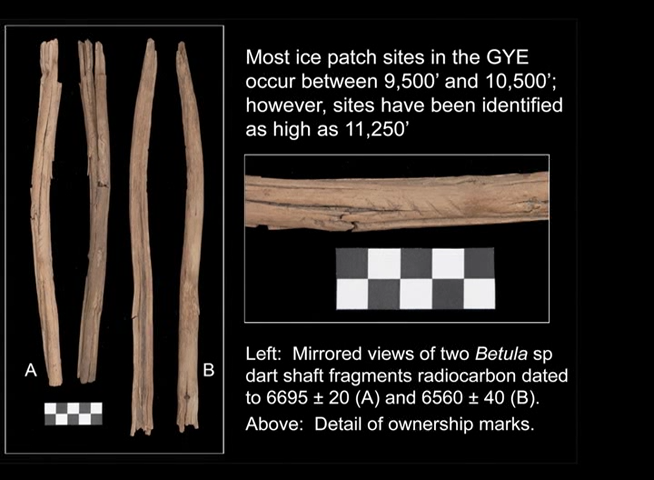 Most ice patch sites in the GYE
occur between 9,500’ and 10,500’;
however, sites have been identified
as high as 11,250’
A
B
Left:  Mirrored views of two Betula sp
dart shaft fragments radiocarbon dated
to 6695 ± 20 (A) and 6560 ± 40 (B).
Above:  Detail of ownership marks.